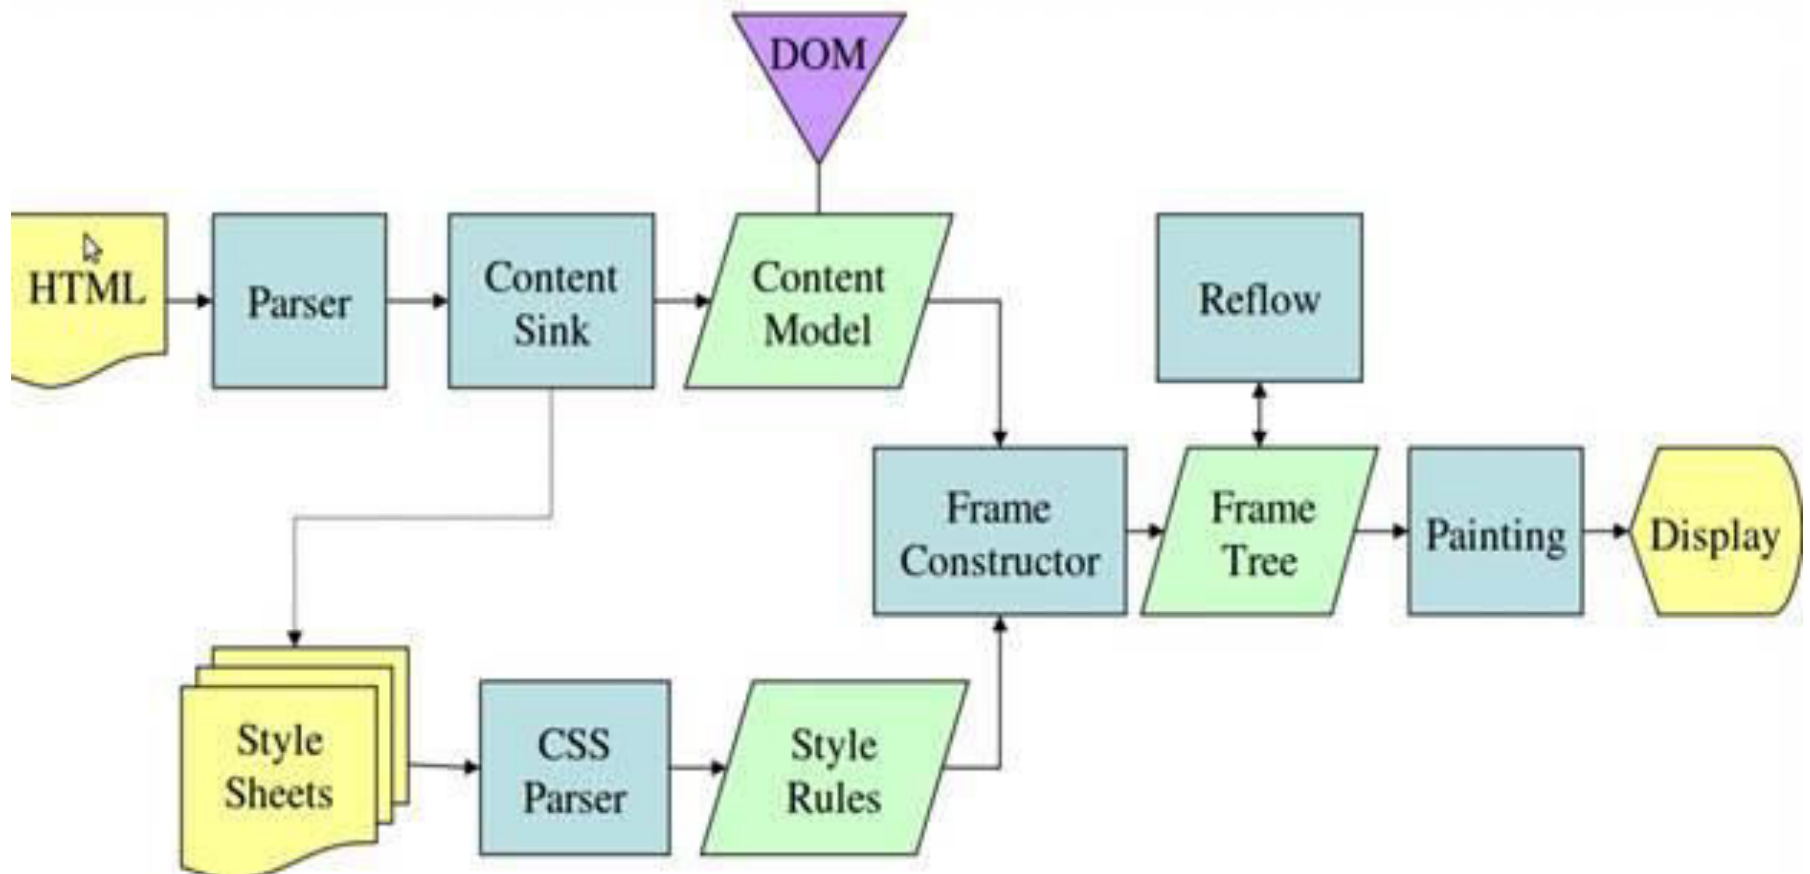 DOM
HTML
Parser
Content
Sink
Content
Model
Reflow
Frame
Constructor
Frame
Tree
Painting
Display
Style
Sheets
CSS
Parser
Style
Rules